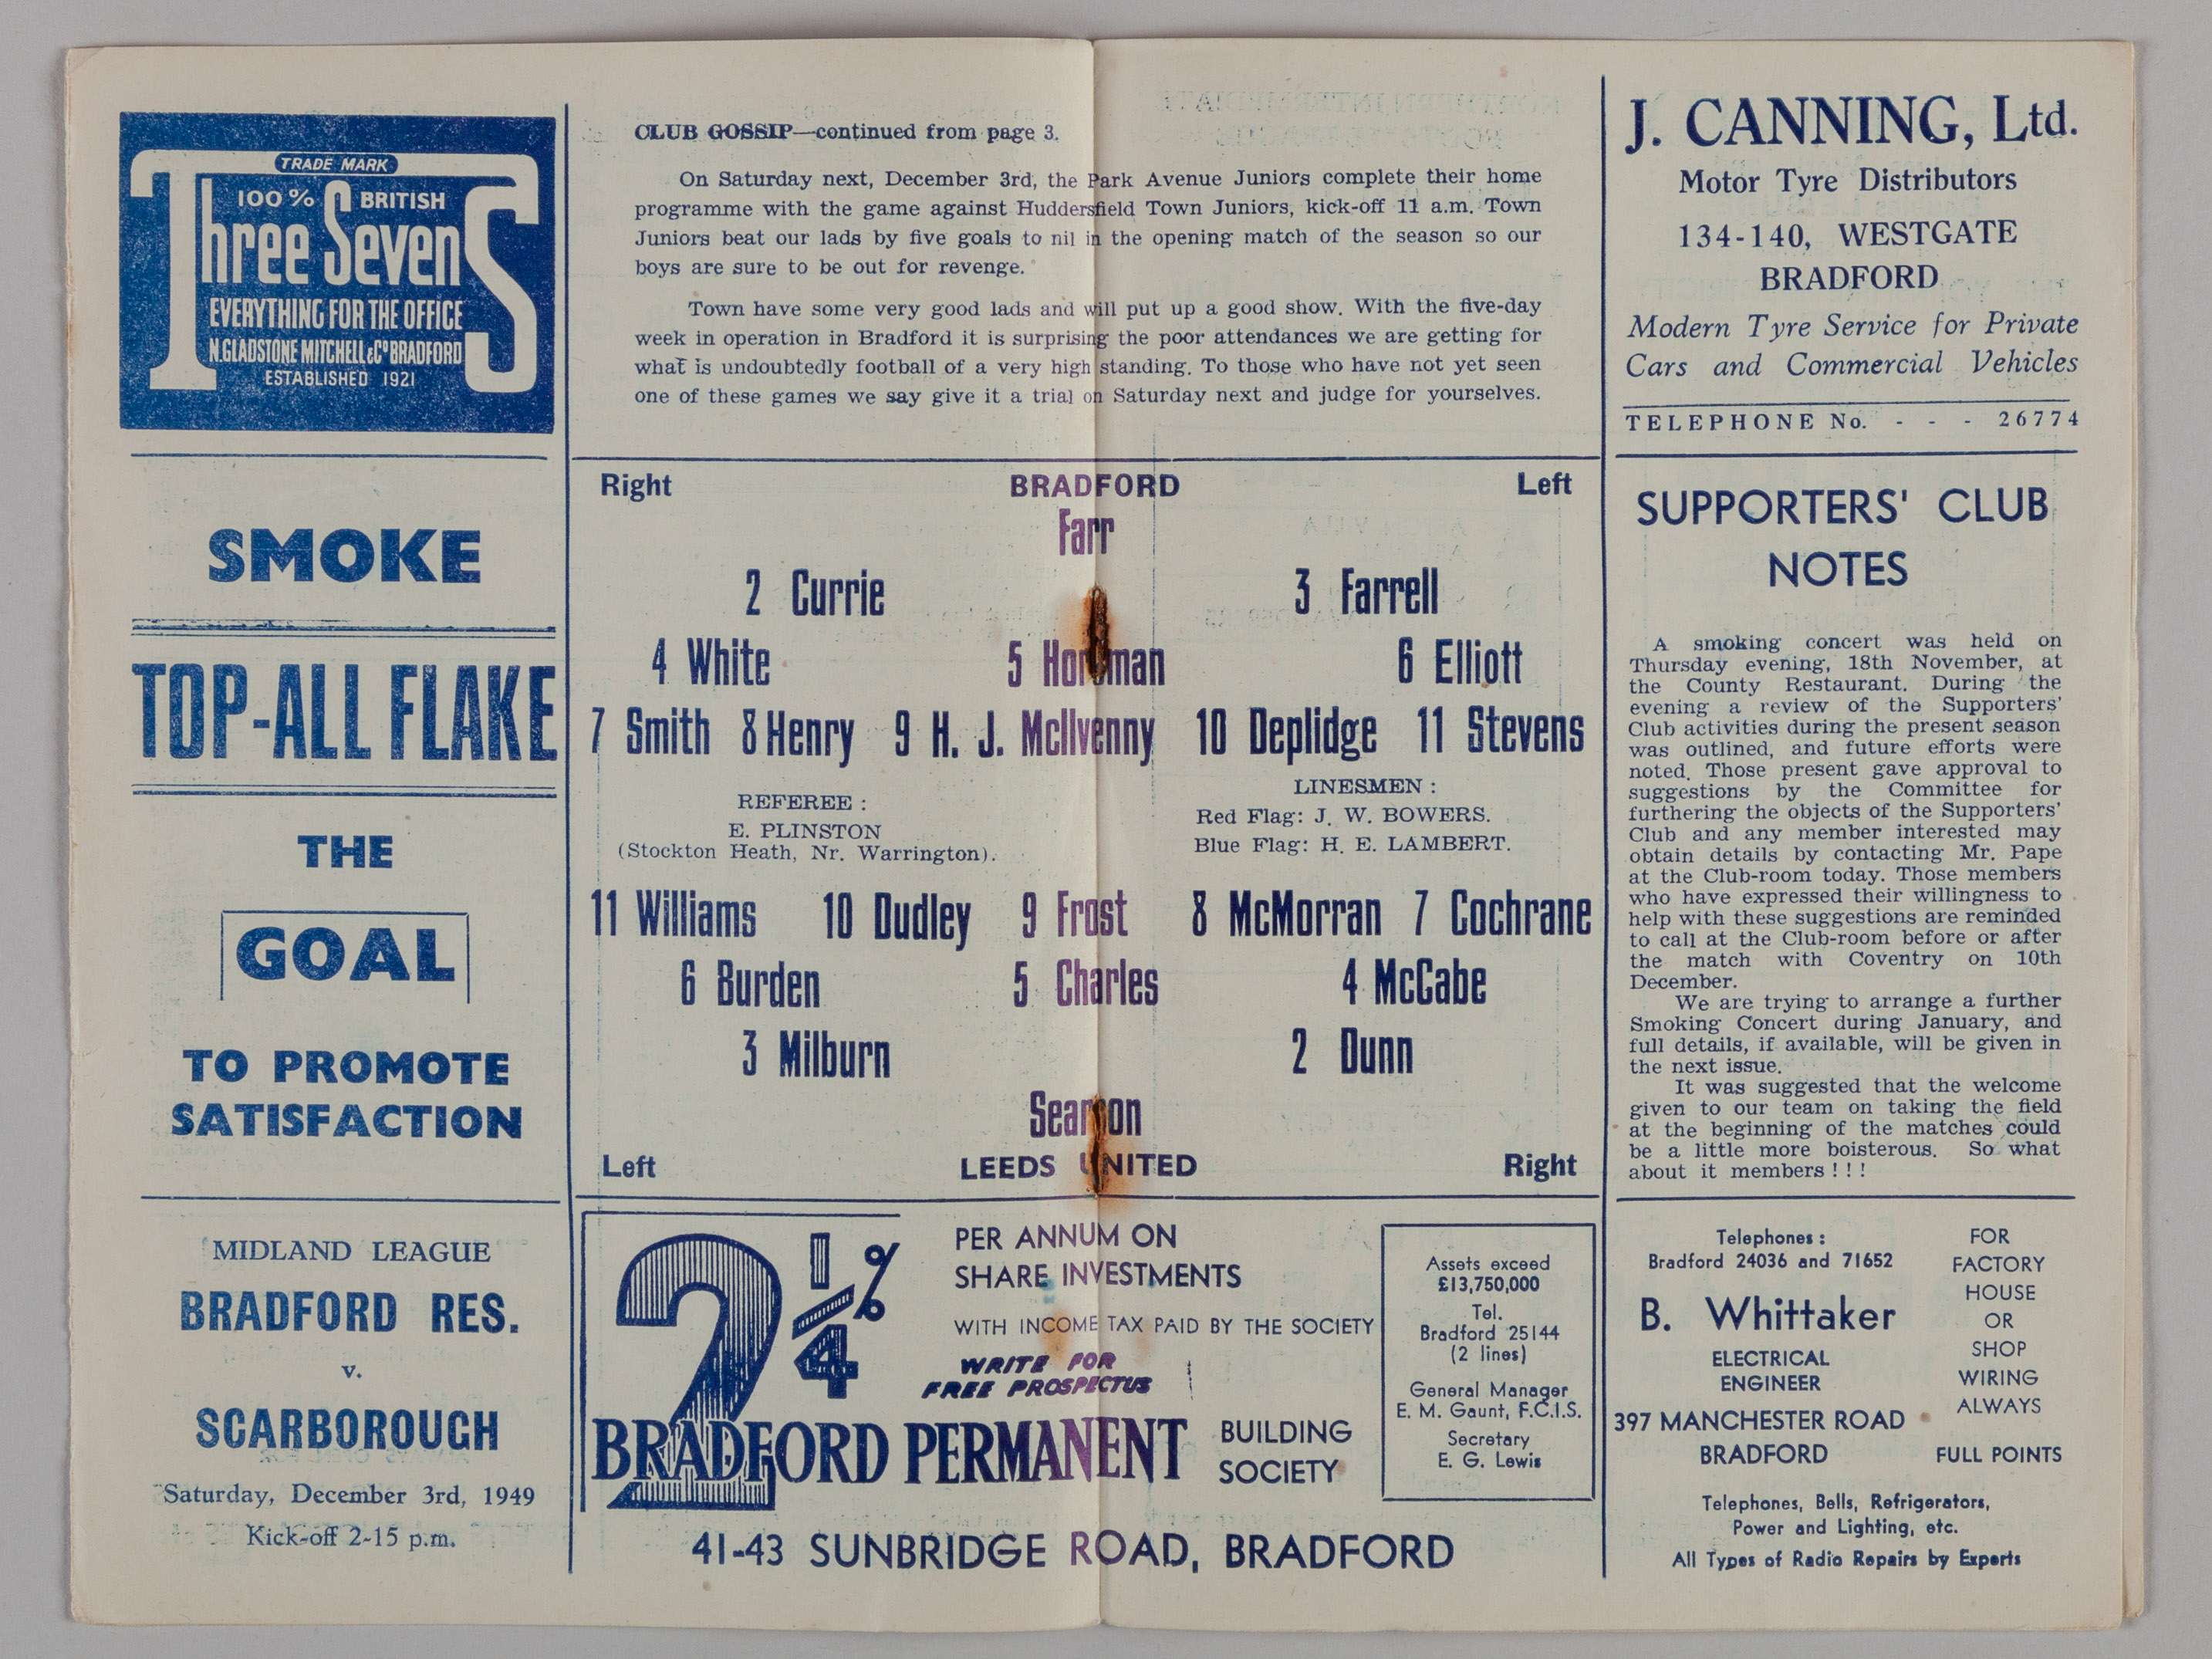 TRADE MARK
100% BRITISH
Three Sevens
EVERYTHING FOR THE OFFICE
N. GLADSTONE MITCHELL & Co BRADFORD
ESTABLISHED 1921
SMOKE
TOP-ALL FLAKE
THE
GOAL
TO PROMOTE
SATISFACTION
MIDLAND LEAGUE
BRADFORD RES.
v.
SCARBOROUGH
Saturday, December 3rd, 1949
Kick-off 2-15 p.m.
CLUB GOSSIP—continued from page 3.
On Saturday next, December 3rd, the Park Avenue Juniors complete their home
programme with the game against Huddersfield Town Juniors, kick-off 11 a.m. Town
Juniors beat our lads by five goals to nil in the opening match of the season so our
boys are sure to be out for revenge.
Town have some very good lads and will put up a good show. With the five-day
week in operation in Bradford it is surprising the poor attendances we are getting for
what is undoubtedly football of a very high standing. To those who have not yet seen
one of these games we say give it a trial on Saturday next and judge for yourselves.
Right BRADFORD Left
Farr
2 Currie 3 Farrell
4 White 5 6 Elliott
7 Smith 8 Henry 9 H. J. McIlvenny 10 Deplidge 11 Stevens
REFEREE :
E. PLINSTON
(Stockton Heath, Nr. Warrington).
LINESMEN :
Red Flag: J. W. BOWERS.
Blue Flag: H. E. LAMBERT.
11 Williams 10 Dudley 9 Frost 8 McMorran 7 Cochrane
6 Burden 5 Charles 4 McCabe
3 Milburn 2 Dunn
Searson
Left LEEDS UNITED Right
2 1/4 %
PER ANNUM ON
SHARE INVESTMENTS
WITH INCOME TAX PAID BY THE SOCIETY
WRITE FOR
FREE PROSPECTUS
BRADFORD PERMANENT
BUILDING
SOCIETY
Assets exceed
£13,750,000
Tel.
Bradford 25144
(2 lines)
General Manager
E. M. Gaunt, F.C.I.S.
Secretary
E. G. Lewis
41-43 SUNBRIDGE ROAD, BRADFORD
J. CANNING, Ltd.
Motor Tyre Distributors
134-140, WESTGATE
BRADFORD
Modern Tyre Service for Private
Cars and Commercial Vehicles
TELEPHONE No. - - - 26774
SUPPORTERS' CLUB
NOTES
A smoking concert was held on
Thursday evening, 18th November, at
the County Restaurant. During the
evening a review of the Supporters'
Club activities during the present season
was outlined, and future efforts were
noted. Those present gave approval to
suggestions by the Committee for
furthering the objects of the Supporters'
Club and any member interested may
obtain details by contacting Mr. Pape
at the Club-room today. Those members
who have expressed their willingness to
help with these suggestions are reminded
to call at the Club-room before or after
the match with Coventry on 10th
December.
We are trying to arrange a further
Smoking Concert during January, and
full details, if available, will be given in
the next issue.
It was suggested that the welcome
given to our team on taking the field
at the beginning of the matches could
be a little more boisterous. So what
about it members ! ! !
Telephones :
Bradford 24036 and 71652
B. Whittaker
ELECTRICAL
ENGINEER
397 MANCHESTER ROAD
BRADFORD
FOR
FACTORY
HOUSE
OR
SHOP
WIRING
ALWAYS
FULL POINTS
Telephones, Bells, Refrigerators,
Power and Lighting, etc.
All Types of Radio Repairs by Experts